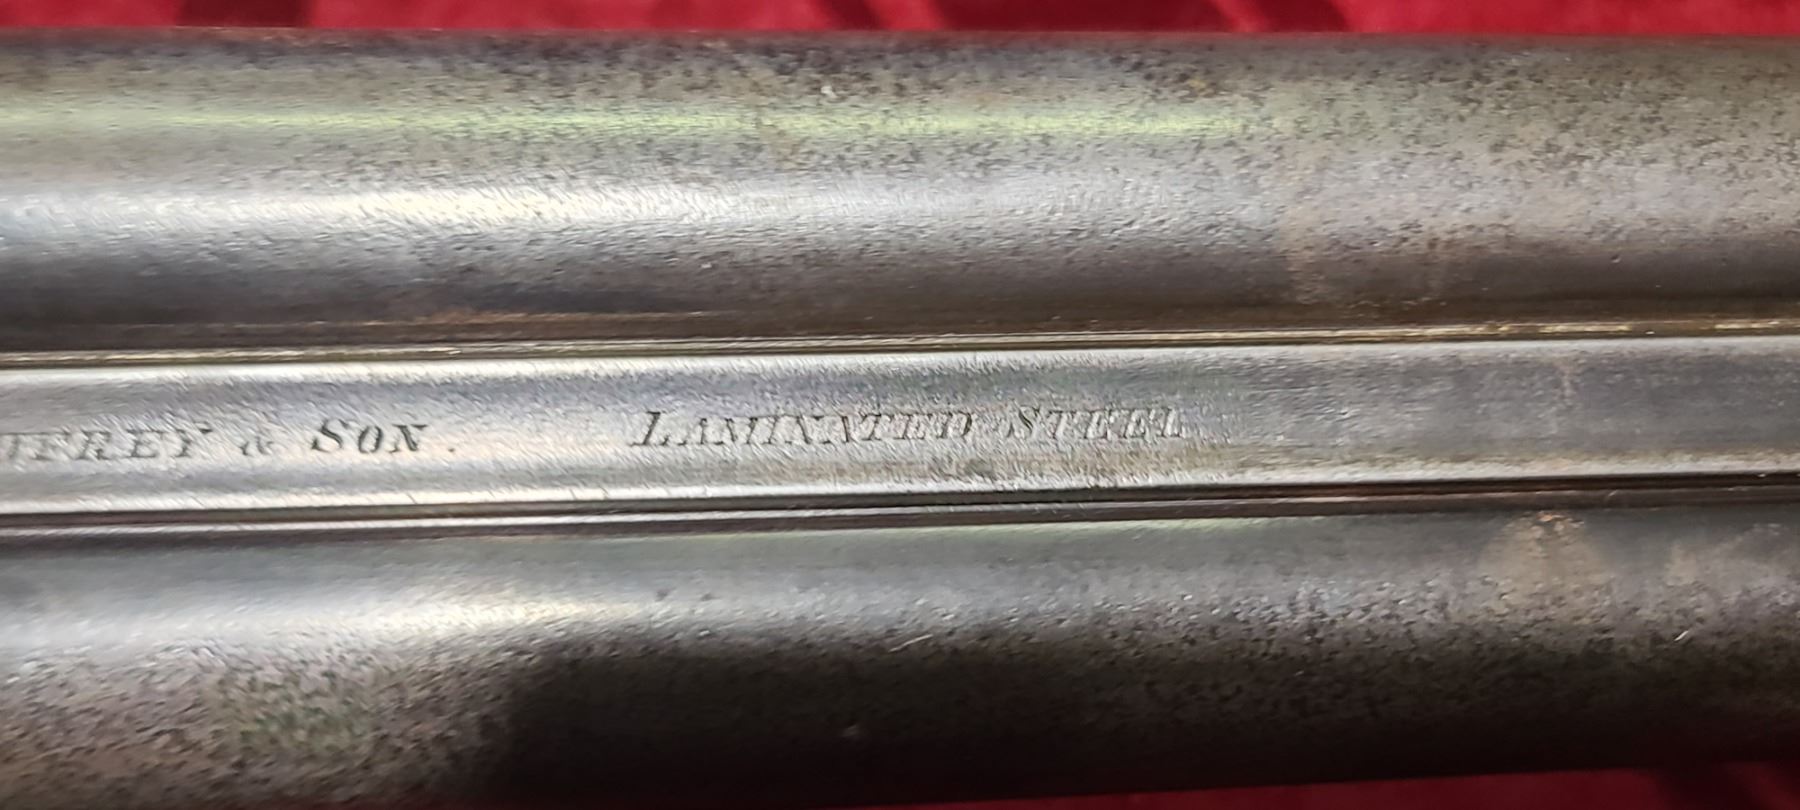 & SON. LAMINATED STEEL